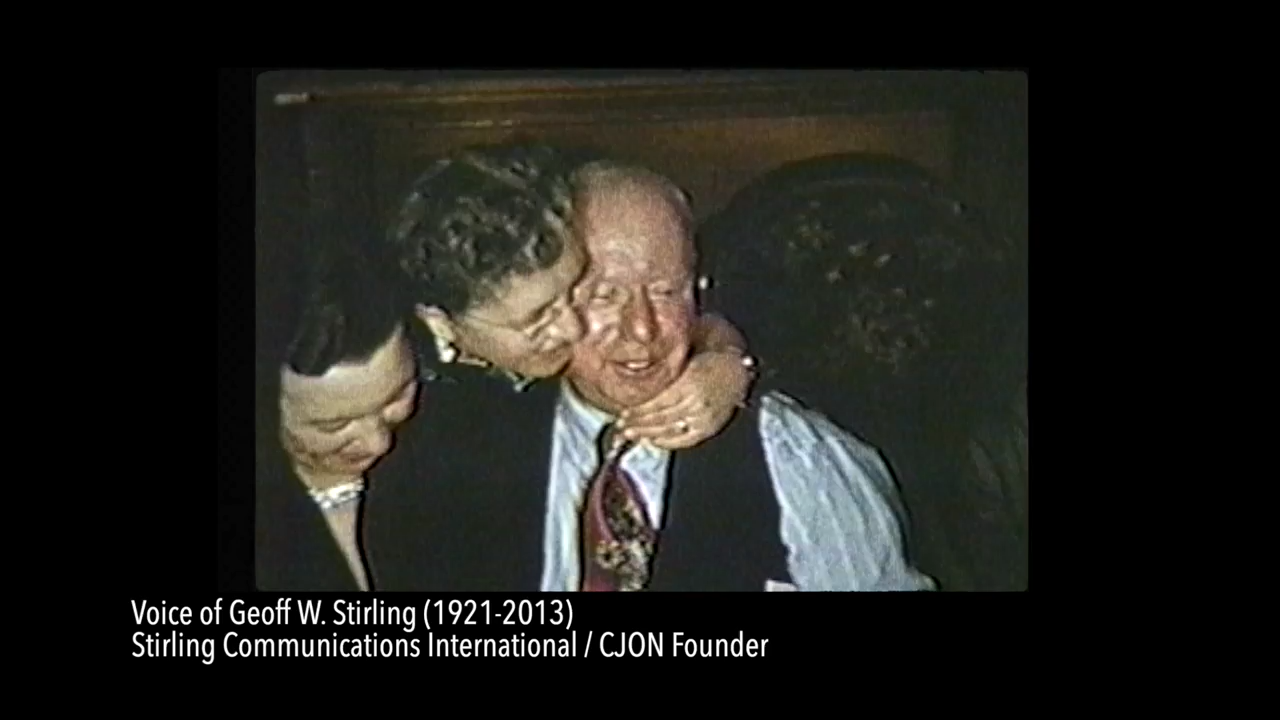 Voice of Geoff W. Stirling (1921-2013)
Stirling Communications International / CJON Founder